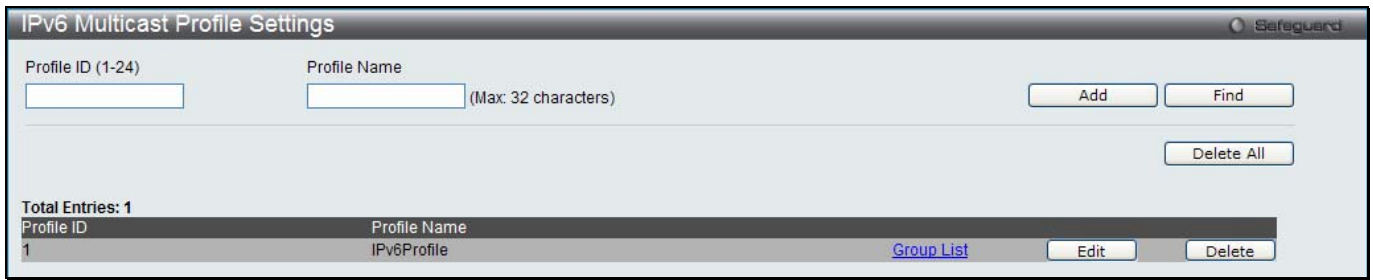 IPv6 Multicast Profile Settings
Safeguard
Profile ID (1-24)
Profile Name
(Max: 32 characters)
Add
Find
Delete All
Total Entries: 1
Profile ID
Profile Name
1
IPv6Profile
Group List
Edit
Delete